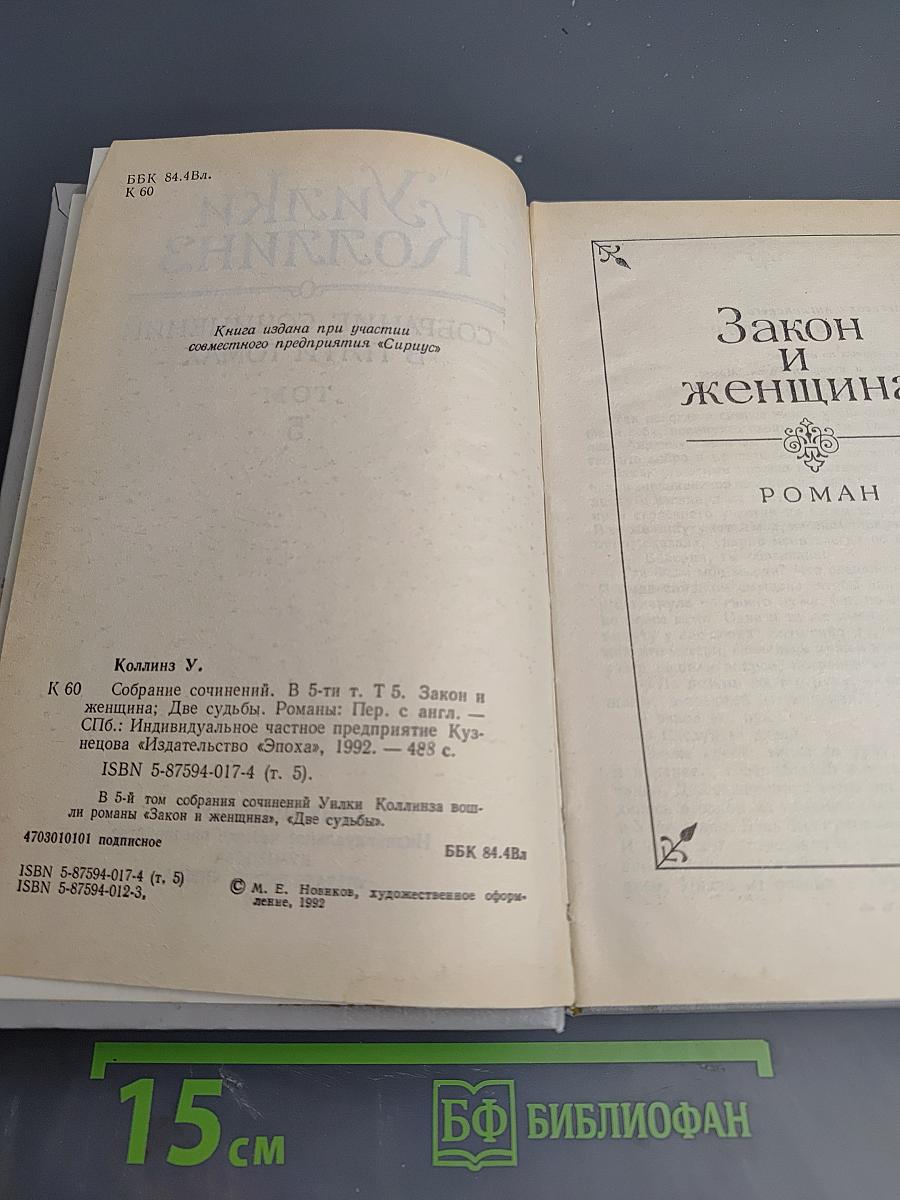 ББК 84.4Вл.
К 60
Книга издана при участии
совместного предприятия «Сириус»
Коллинз У.
К 60 Собрание сочинений. В 5-ти т. Т 5. Закон и
женщина; Две судьбы. Романы: Пер. с англ. —
СПб.: Индивидуальное частное предприятие Куз-
нецова «Издательство «Эпоха», 1992. — 488 с.
ISBN 5-87594-017-4 (т. 5).
В 5-й том собрания сочинений Уилки Коллинза вош-
ли романы «Закон и женщина», «Две судьбы».
4703010101 подписное
ББК 84.4Вл
ISBN 5-87594-017-4 (т. 5)
ISBN 5-87594-012-3,
© М. Е. Новиков, художественное оформ-
ление, 1992
Закон
и
женщина
РОМАН
15 см
БФ БИБЛИОФАН